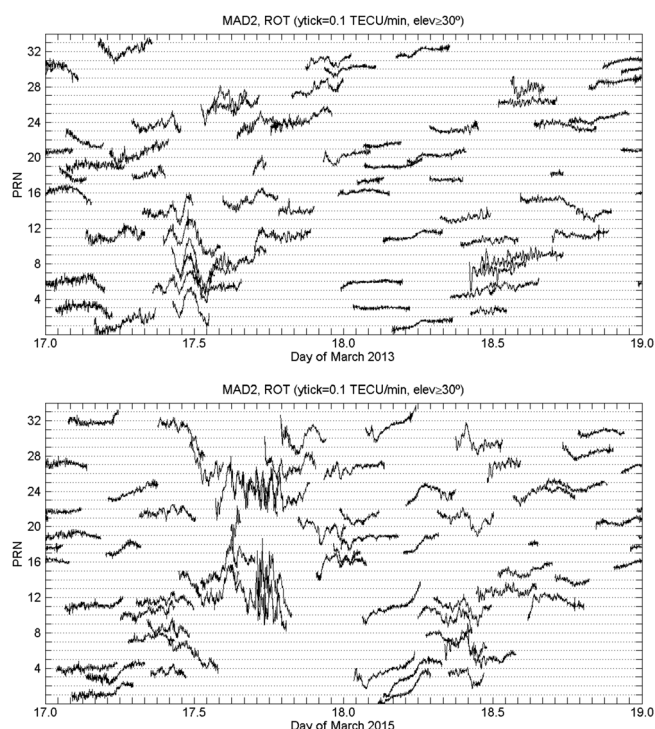 MAD2, ROT (ytick=0.1 TECU/min, elev≥30º)
32
28
24
20
16
12
8
4
PRN
17.0 17.5 18.0 18.5 19.0
Day of March 2013
MAD2, ROT (ytick=0.1 TECU/min, elev≥30º)
32
28
24
20
16
12
8
4
PRN
17.0 17.5 18.0 18.5 19.0
Day of March 2015